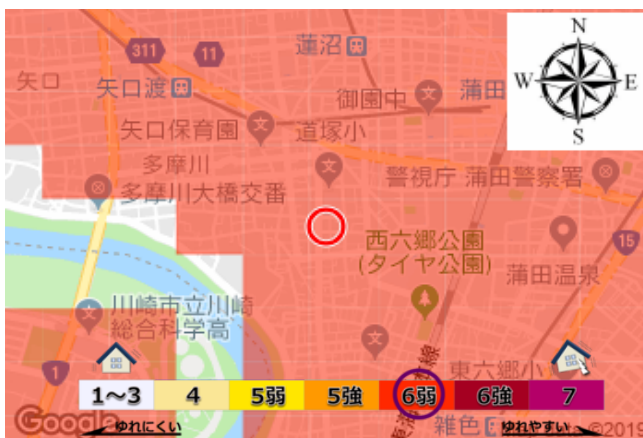 N
W
E
S
311
11
蓮沼
矢口
矢口渡
御園中
蒲田
矢口保育園
道塚小
多摩川
多摩川大橋交番
警視庁 蒲田警察署
西六郷公園
(タイヤ公園)
15
蒲田温泉
川崎市立川崎
総合科学高
1
東六郷小
1~3
4
5弱
5強
6弱
6強
7
線
Google
ゆれにくい
雑色
ゆれやすい
©2019